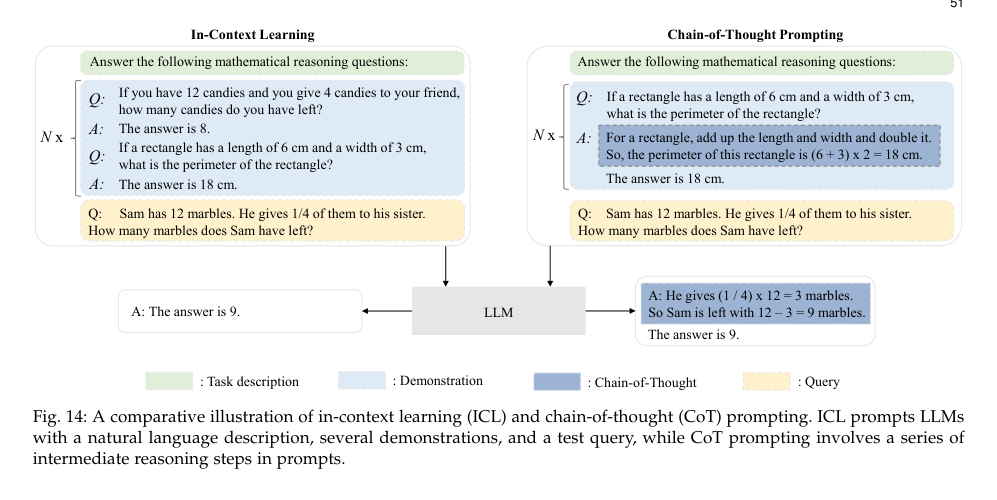 51
In-Context Learning
Answer the following mathematical reasoning questions:
N x
Q: If you have 12 candies and you give 4 candies to your friend,
how many candies do you have left?
A: The answer is 8.
Q: If a rectangle has a length of 6 cm and a width of 3 cm,
what is the perimeter of the rectangle?
A: The answer is 18 cm.
Q: Sam has 12 marbles. He gives 1/4 of them to his sister.
How many marbles does Sam have left?
Chain-of-Thought Prompting
Answer the following mathematical reasoning questions:
N x
Q: If a rectangle has a length of 6 cm and a width of 3 cm,
what is the perimeter of the rectangle?
A: For a rectangle, add up the length and width and double it.
So, the perimeter of this rectangle is (6 + 3) x 2 = 18 cm.
The answer is 18 cm.
Q: Sam has 12 marbles. He gives 1/4 of them to his sister.
How many marbles does Sam have left?
A: The answer is 9.
LLM
A: He gives (1 / 4) x 12 = 3 marbles.
So Sam is left with 12 – 3 = 9 marbles.
The answer is 9.
: Task description
: Demonstration
: Chain-of-Thought
: Query
Fig. 14: A comparative illustration of in-context learning (ICL) and chain-of-thought (CoT) prompting. ICL prompts LLMs
with a natural language description, several demonstrations, and a test query, while CoT prompting involves a series of
intermediate reasoning steps in prompts.